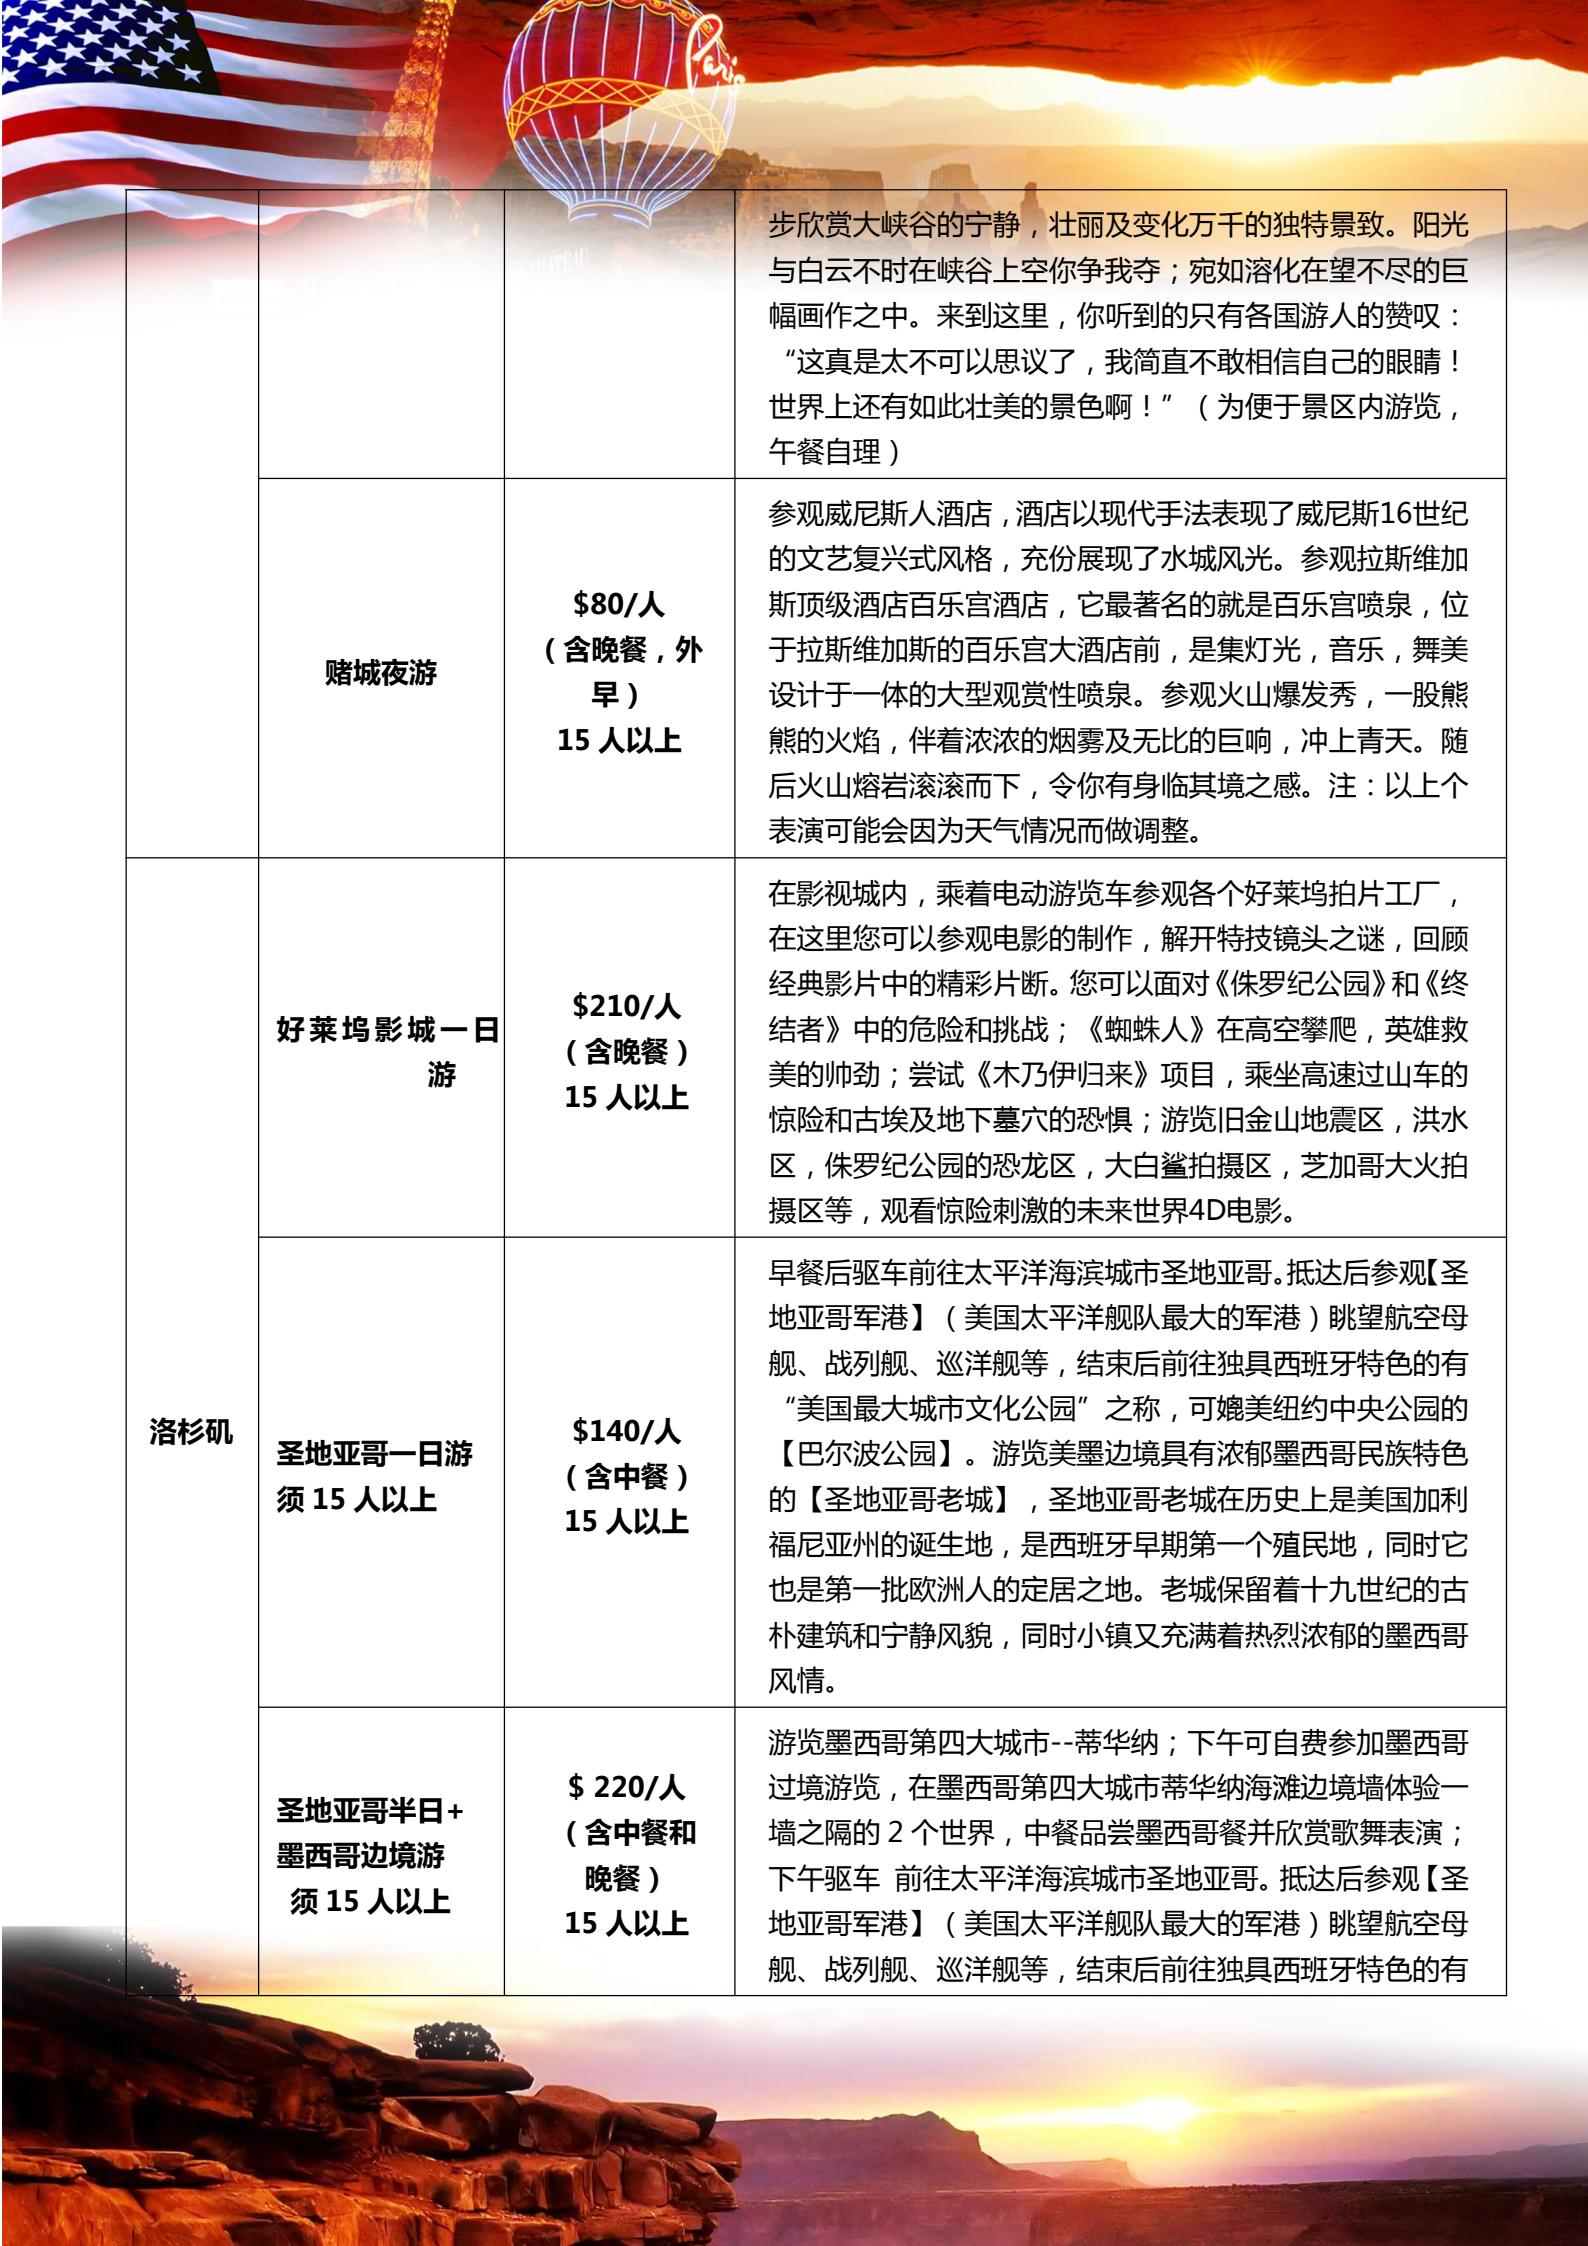 Paris
步欣赏大峡谷的宁静，壮丽及变化万千的独特景致。阳光
与白云不时在峡谷上空你争我夺；宛如溶化在望不尽的巨
幅画作之中。来到这里，你听到的只有各国游人的赞叹：
“这真是太不可以思议了，我简直不敢相信自己的眼睛！
世界上还有如此壮美的景色啊！”（为便于景区内游览，
午餐自理）
赌城夜游
$80/人
（含晚餐，外
早）
15 人以上
参观威尼斯人酒店，酒店以现代手法表现了威尼斯16世纪
的文艺复兴式风格，充份展现了水城风光。参观拉斯维加
斯顶级酒店百乐宫酒店，它最著名的就是百乐宫喷泉，位
于拉斯维加斯的百乐宫大酒店前，是集灯光，音乐，舞美
设计于一体的大型观赏性喷泉。参观火山爆发秀，一股熊
熊的火焰，伴着浓浓的烟雾及无比的巨响，冲上青天。随
后火山熔岩滚滚而下，令你有身临其境之感。注：以上个
表演可能会因为天气情况而做调整。
洛杉矶
好莱坞影城一日
游
$210/人
（含晚餐）
15 人以上
在影视城内，乘着电动游览车参观各个好莱坞拍片工厂，
在这里您可以参观电影的制作，解开特技镜头之谜，回顾
经典影片中的精彩片断。您可以面对《侏罗纪公园》和《终
结者》中的危险和挑战；《蜘蛛人》在高空攀爬，英雄救
美的帅劲；尝试《木乃伊归来》项目，乘坐高速过山车的
惊险和古埃及地下墓穴的恐惧；游览旧金山地震区，洪水
区，侏罗纪公园的恐龙区，大白鲨拍摄区，芝加哥大火拍
摄区等，观看惊险刺激的未来世界4D电影。
圣地亚哥一日游
须 15 人以上
$140/人
（含中餐）
15 人以上
早餐后驱车前往太平洋海滨城市圣地亚哥。抵达后参观【圣
地亚哥军港】（美国太平洋舰队最大的军港）眺望航空母
舰、战列舰、巡洋舰等，结束后前往独具西班牙特色的有
“美国最大城市文化公园”之称，可媲美纽约中央公园的
【巴尔波公园】。游览美墨边境具有浓郁墨西哥民族特色
的【圣地亚哥老城】，圣地亚哥老城在历史上是美国加利
福尼亚州的诞生地，是西班牙早期第一个殖民地，同时它
也是第一批欧洲人的定居之地。老城保留着十九世纪的古
朴建筑和宁静风貌，同时小镇又充满着热烈浓郁的墨西哥
风情。
圣地亚哥半日+
墨西哥边境游
须 15 人以上
$ 220/人
（含中餐和
晚餐）
15 人以上
游览墨西哥第四大城市--蒂华纳；下午可自费参加墨西哥
过境游览，在墨西哥第四大城市蒂华纳海滩边境墙体验一
墙之隔的 2 个世界，中餐品尝墨西哥餐并欣赏歌舞表演；
下午驱车 前往太平洋海滨城市圣地亚哥。抵达后参观【圣
地亚哥军港】（美国太平洋舰队最大的军港）眺望航空母
舰、战列舰、巡洋舰等，结束后前往独具西班牙特色的有